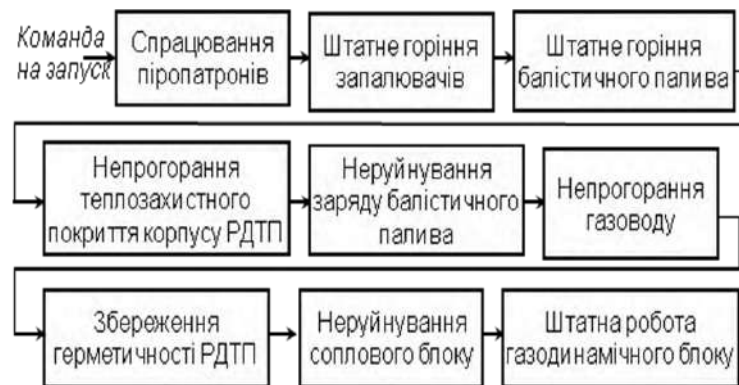 Команда
на запуск
Спрацювання
піропатронів
Штатне горіння
запалювачів
Штатне горіння
балістичного палива
Непрогорання
теплозахистного
покриття корпусу РДТП
Неруйнування
заряду балістичного
палива
Непрогорання
газоводу
Збереження
герметичності РДТП
Неруйнування
соплового блоку
Штатна робота
газодинамічного блоку